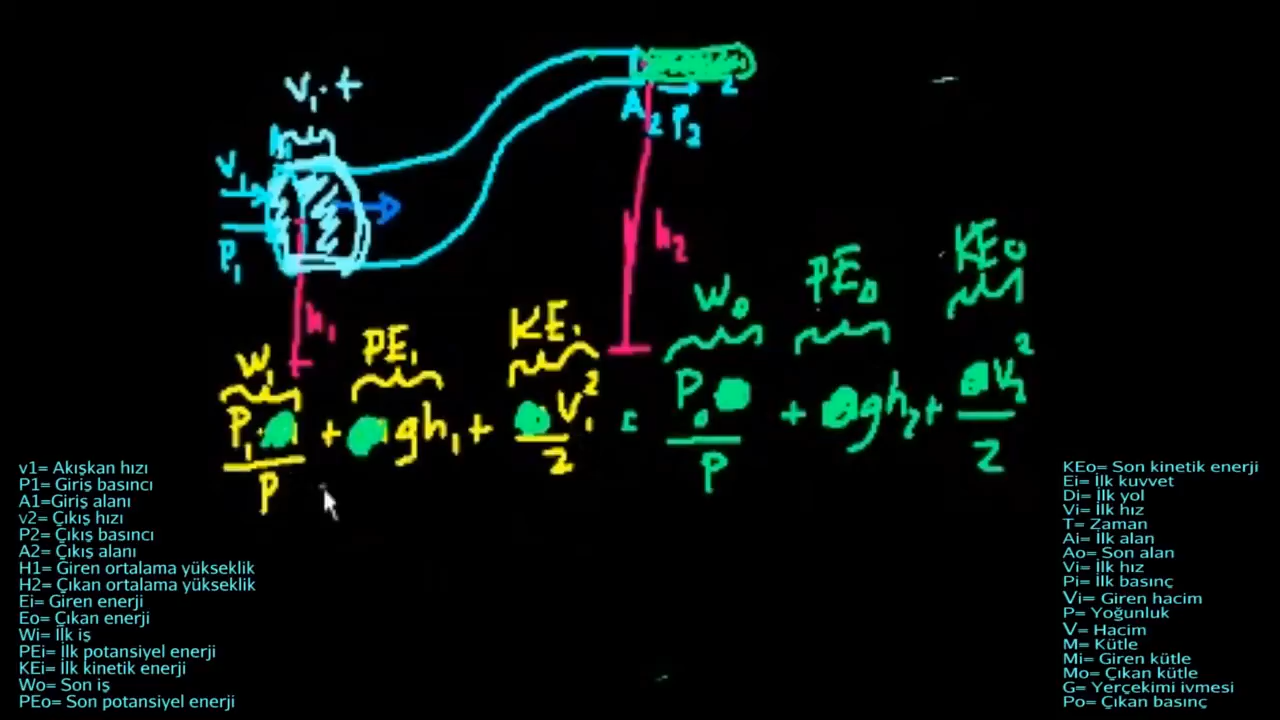 v₁ · t
A₁
A₂
2
P₂
V₁
P₁
h₁
h₂
W₁
PE₁
KE₁
W₀
PE₀
KE₀
P₁ · / P + gh₁ + V₁² / 2 = P₀ / P + gh₂ + V₂² / 2
v1= Akışkan hızı
P1= Giriş basıncı
A1=Giriş alanı
v2= Çıkış hızı
P2= Çıkış basıncı
A2= Çıkış alanı
H1= Giren ortalama yükseklik
H2= Çıkan ortalama yükseklik
Ei= Giren enerji
Eo= Çıkan enerji
Wi= İlk iş
PEi= İlk potansiyel enerji
KEi= İlk kinetik enerji
Wo= Son iş
PEo= Son potansiyel enerji
KEo= Son kinetik enerji
Ei= İlk kuvvet
Di= İlk yol
Vi= İlk hız
T= Zaman
Ai= İlk alan
Ao= Son alan
Vi= İlk hız
Pi= İlk basınç
Vi= Giren hacim
P= Yoğunluk
V= Hacim
M= Kütle
Mi= Giren kütle
Mo= Çıkan kütle
G= Yerçekimi ivmesi
Po= Çıkan basınç